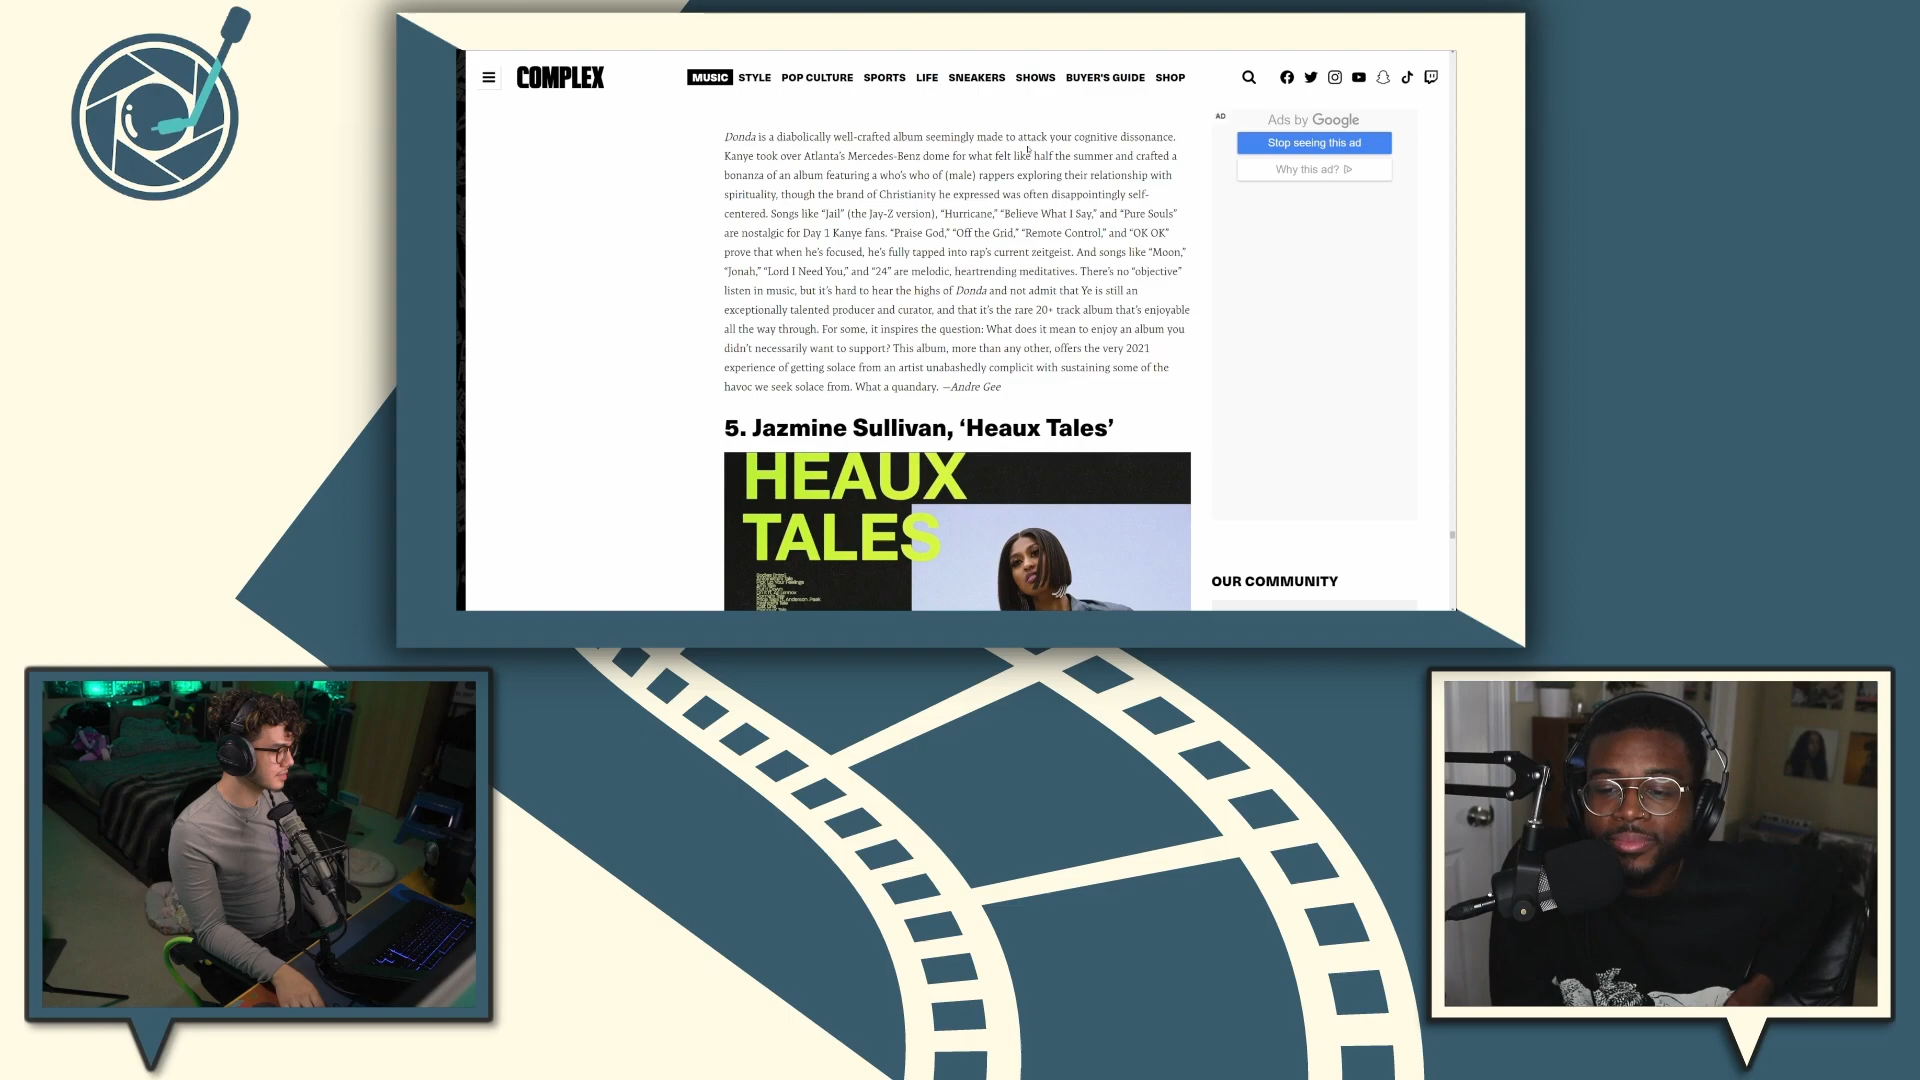 COMPLEX
MUSIC STYLE POP CULTURE SPORTS LIFE SNEAKERS SHOWS BUYER'S GUIDE SHOP
Donda is a diabolically well-crafted album seemingly made to attack your cognitive dissonance.
Kanye took over Atlanta's Mercedes-Benz dome for what felt like half the summer and crafted a
bonanza of an album featuring a who's who of (male) rappers exploring their relationship with
spirituality, though the brand of Christianity he expressed was often disappointingly self-
centered. Songs like “Jail” (the Jay-Z version), “Hurricane,” “Believe What I Say,” and “Pure Souls”
are nostalgic for Day 1 Kanye fans. “Praise God,” “Off the Grid,” “Remote Control,” and “OK OK”
prove that when he's focused, he's fully tapped into rap's current zeitgeist. And songs like “Moon,”
“Jonah,” “Lord I Need You,” and “24” are melodic, heartrending meditatives. There's no “objective”
listen in music, but it's hard to hear the highs of Donda and not admit that Ye is still an
exceptionally talented producer and curator, and that it's the rare 20+ track album that's enjoyable
all the way through. For some, it inspires the question: What does it mean to enjoy an album you
didn't necessarily want to support? This album, more than any other, offers the very 2021
experience of getting solace from an artist unabashedly complicit with sustaining some of the
havoc we seek solace from. What a quandary. —Andre Gee
5. Jazmine Sullivan, ‘Heaux Tales’
HEAUX
TALES
AD
Ads by Google
Stop seeing this ad
Why this ad?
OUR COMMUNITY